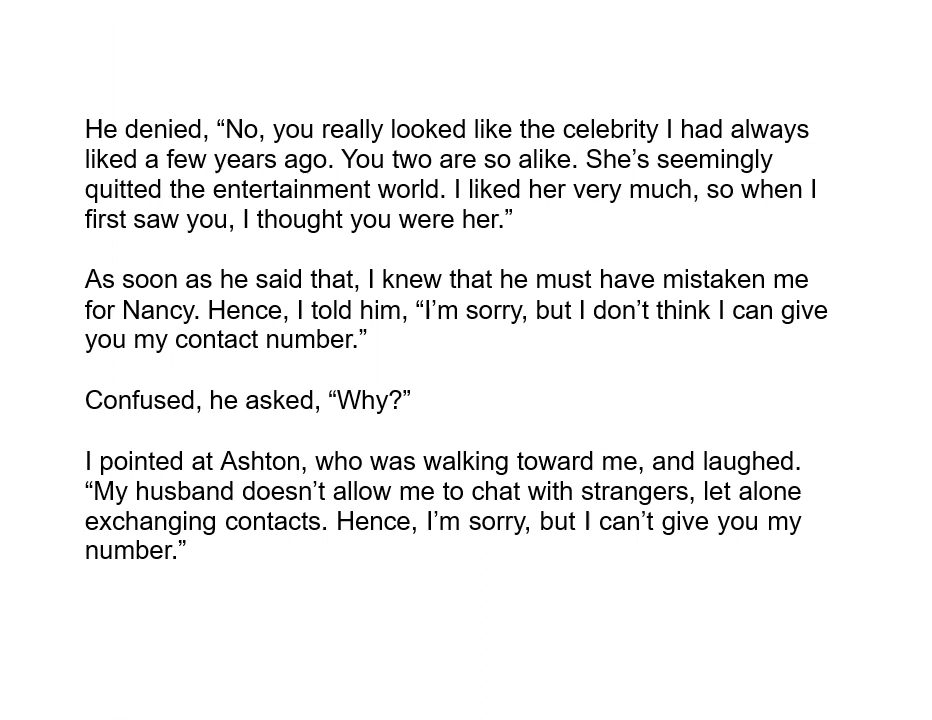 He denied, “No, you really looked like the celebrity I had always
liked a few years ago. You two are so alike. She’s seemingly
quitted the entertainment world. I liked her very much, so when I
first saw you, I thought you were her.”
As soon as he said that, I knew that he must have mistaken me
for Nancy. Hence, I told him, “I’m sorry, but I don’t think I can give
you my contact number.”
Confused, he asked, “Why?”
I pointed at Ashton, who was walking toward me, and laughed.
“My husband doesn’t allow me to chat with strangers, let alone
exchanging contacts. Hence, I’m sorry, but I can’t give you my
number.”